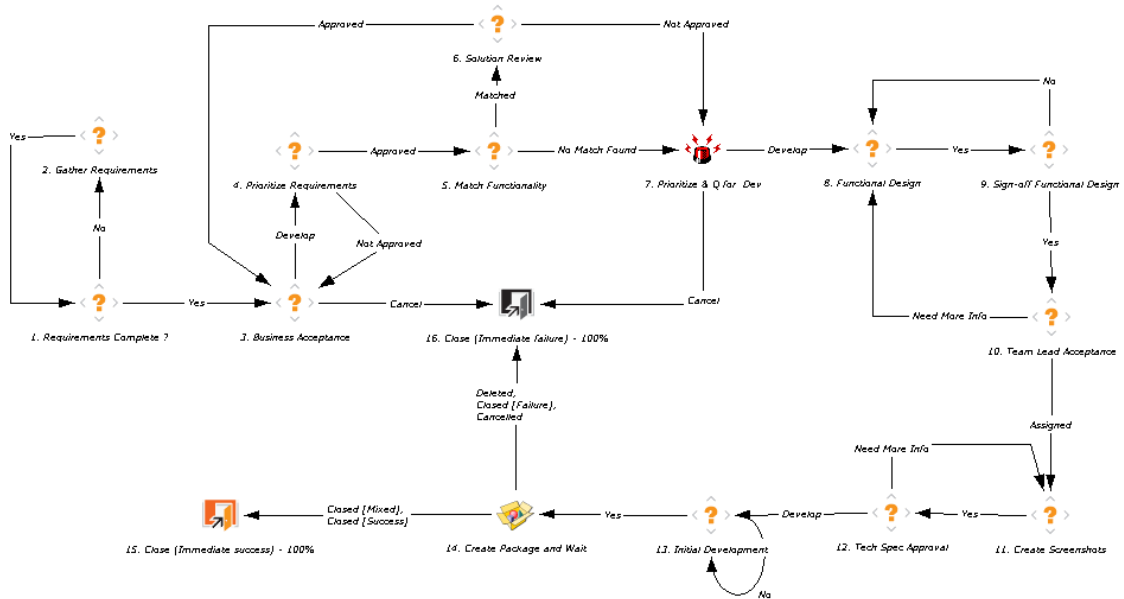 Approved
Not Approved
6. Solution Review
No
Matched
Yes
Approved
No Match Found
Develop
Yes
2. Gather Requirements
4. Prioritize Requirements
5. Match Functionality
7. Prioritize & Q for Dev
8. Functional Design
9. Sign-off Functional Design
No
Develop
Not Approved
Yes
Yes
Cancel
Cancel
Need More Info
1. Requirements Complete ?
3. Business Acceptance
16. Close (Immediate failure) - 100%
10. Team Lead Acceptance
Deleted,
Closed [Failure],
Cancelled
Assigned
Need More Info
Closed [Mixed],
Closed [Success]
Yes
Develop
Yes
15. Close (Immediate success) - 100%
14. Create Package and Wait
13. Initial Development
12. Tech Spec Approval
11. Create Screenshots
No